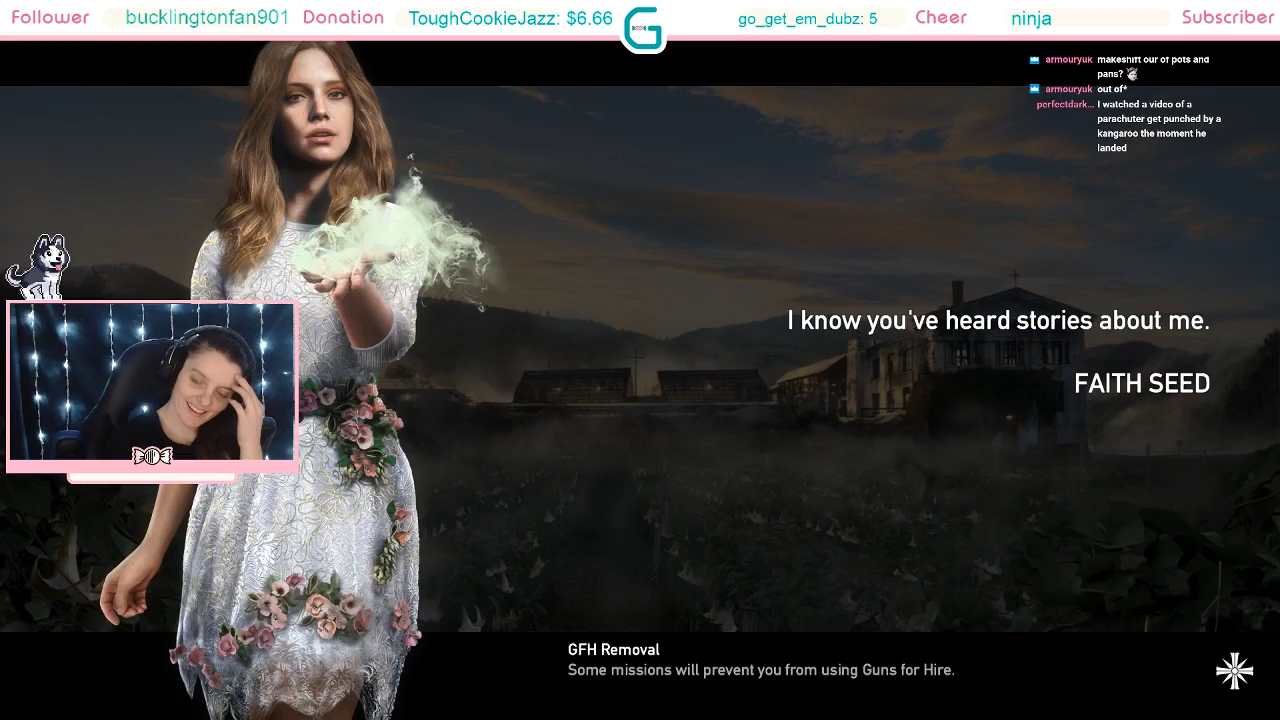 Follower bucklingtonfan901 Donation ToughCookieJazz: $6.66 G go_get_em_dubz: 5 Cheer ninja Subscriber
armouryuk makeshift our of pots and
pans?
armouryuk out of*
perfectdark... I watched a video of a
parachuter get punched by a
kangaroo the moment he
landed
I know you've heard stories about me.
FAITH SEED
GFH Removal
Some missions will prevent you from using Guns for Hire.